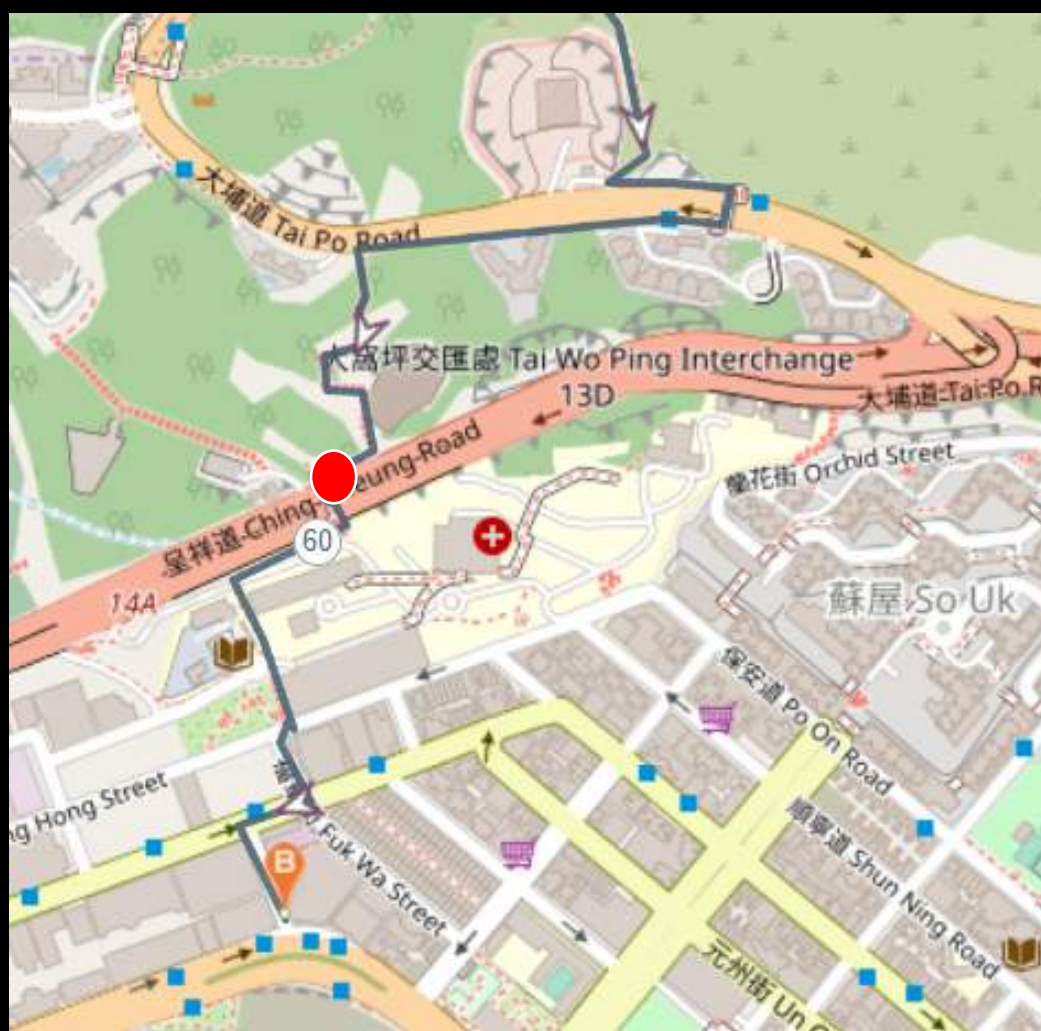 大埔道 Tai Po Road
大窩坪交匯處 Tai Wo Ping Interchange
13D
大埔道 Tai Po R
蘭花街 Orchid Street
呈祥道 Ching eung Road
60
14A
蘇屋 So Uk
保安道 Po On Road
順寧道 Shun Ning Road
ng Hong Street
B
Fuk Wa Street
元州街 Un